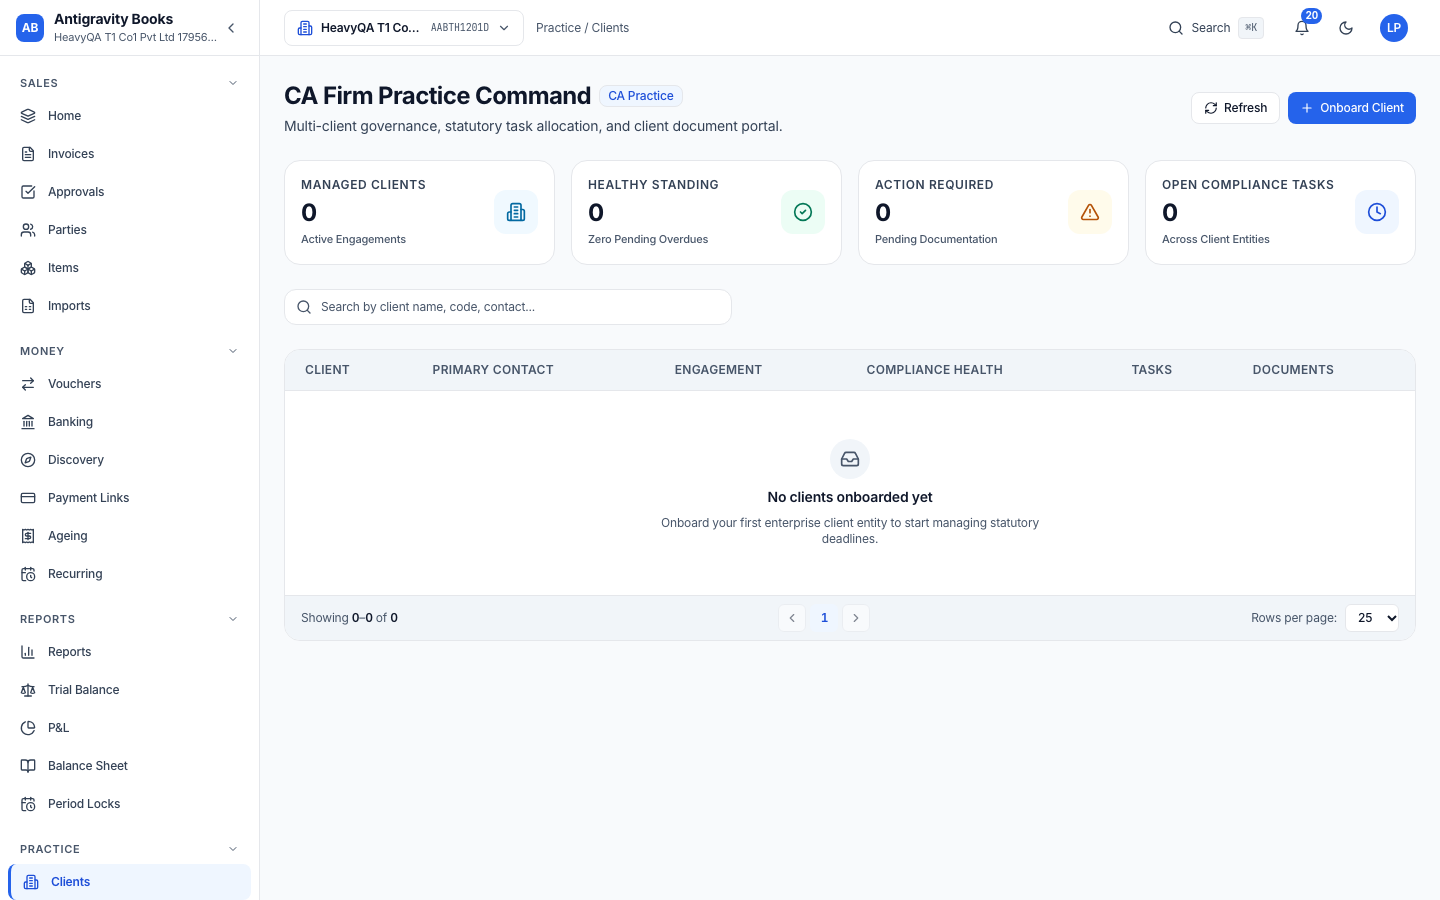 AB
Antigravity Books
HeavyQA T1 Co1 Pvt Ltd 17956...
SALES
Home
Invoices
Approvals
Parties
Items
Imports
MONEY
Vouchers
Banking
Discovery
Payment Links
Ageing
Recurring
REPORTS
Reports
Trial Balance
P&L
Balance Sheet
Period Locks
PRACTICE
Clients
HeavyQA T1 Co... AABTH1201D
Practice / Clients
Search ⌘K
20
LP
CA Firm Practice Command CA Practice
Multi-client governance, statutory task allocation, and client document portal.
Refresh
Onboard Client
MANAGED CLIENTS
0
Active Engagements
HEALTHY STANDING
0
Zero Pending Overdues
ACTION REQUIRED
0
Pending Documentation
OPEN COMPLIANCE TASKS
0
Across Client Entities
Search by client name, code, contact...
CLIENT PRIMARY CONTACT ENGAGEMENT COMPLIANCE HEALTH TASKS DOCUMENTS
No clients onboarded yet
Onboard your first enterprise client entity to start managing statutory
deadlines.
Showing 0–0 of 0
1
Rows per page: 25